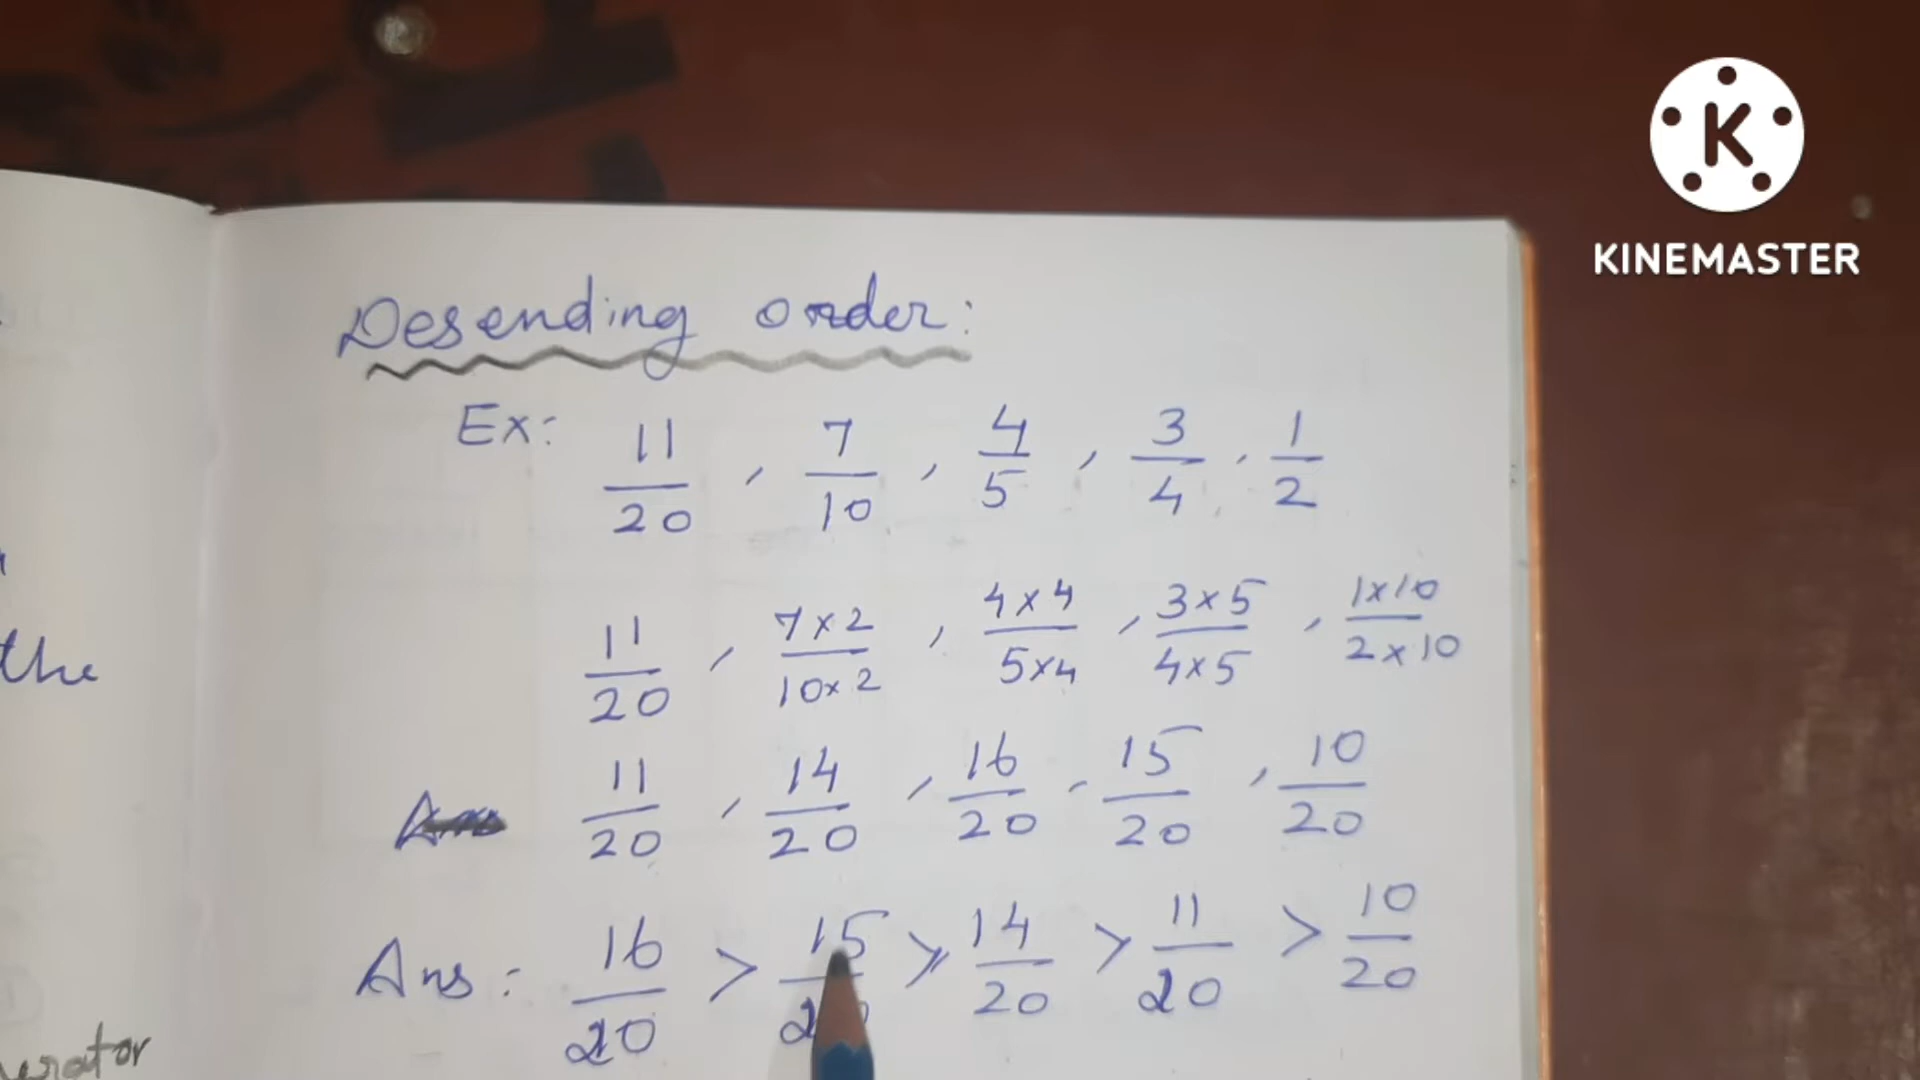 KINEMASTER
Desending order:
Ex: 11/20 , 7/10 , 4/5 , 3/4 , 1/2
11/20 , 7×2/10×2 , 4×4/5×4 , 3×5/4×5 , 1×10/2×10
11/20 , 14/20 , 16/20 , 15/20 , 10/20
the
Ans: 16/20 > 15/20 > 14/20 > 11/20 > 10/20